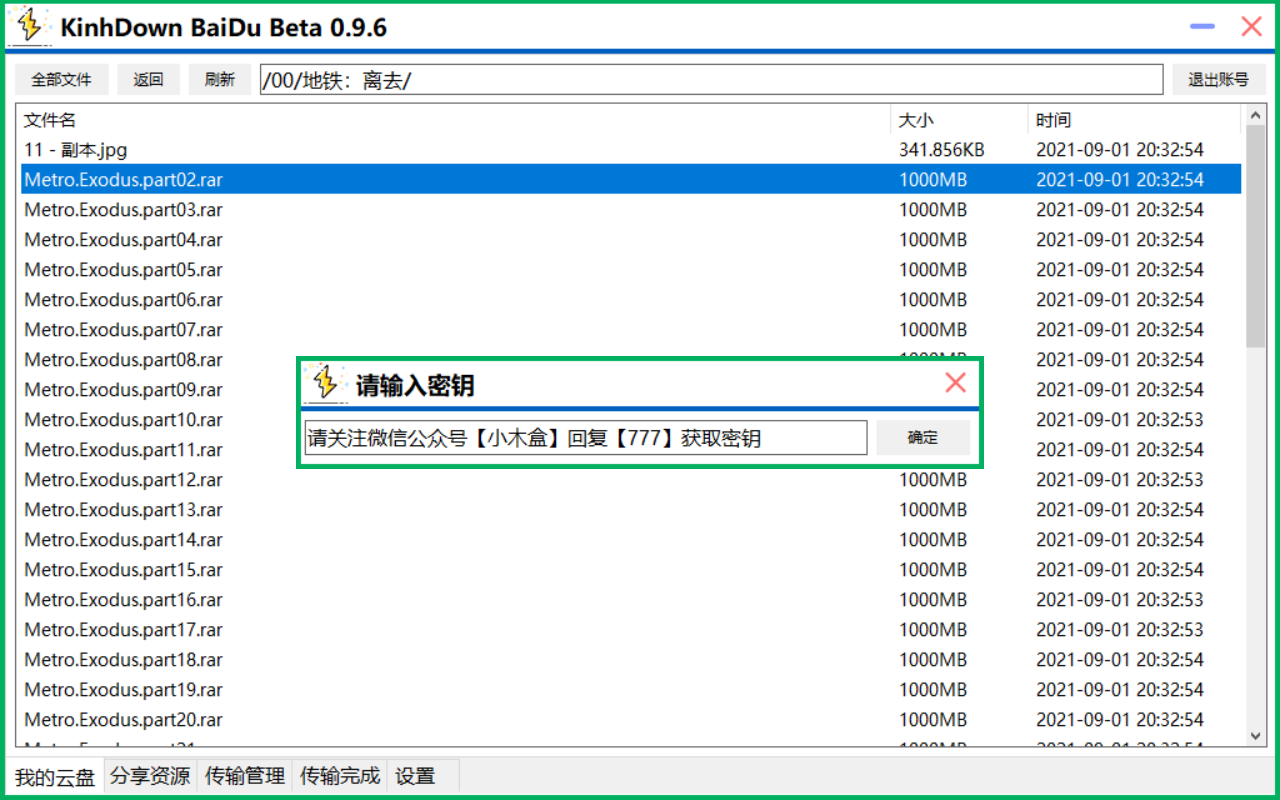 KinhDown BaiDu Beta 0.9.6
全部文件 返回 刷新 /00/地铁：离去/ 退出账号
文件名 大小 时间
11 - 副本.jpg 341.856KB 2021-09-01 20:32:54
Metro.Exodus.part02.rar 1000MB 2021-09-01 20:32:54
Metro.Exodus.part03.rar 1000MB 2021-09-01 20:32:54
Metro.Exodus.part04.rar 1000MB 2021-09-01 20:32:54
Metro.Exodus.part05.rar 1000MB 2021-09-01 20:32:54
Metro.Exodus.part06.rar 1000MB 2021-09-01 20:32:54
Metro.Exodus.part07.rar 1000MB 2021-09-01 20:32:54
Metro.Exodus.part08.rar 1000MB 2021-09-01 20:32:54
Metro.Exodus.part09.rar 2021-09-01 20:32:54
请输入密钥
Metro.Exodus.part10.rar 2021-09-01 20:32:53
请关注微信公众号【小木盒】回复【777】获取密钥 确定
Metro.Exodus.part11.rar 2021-09-01 20:32:54
Metro.Exodus.part12.rar 1000MB 2021-09-01 20:32:53
Metro.Exodus.part13.rar 1000MB 2021-09-01 20:32:54
Metro.Exodus.part14.rar 1000MB 2021-09-01 20:32:54
Metro.Exodus.part15.rar 1000MB 2021-09-01 20:32:54
Metro.Exodus.part16.rar 1000MB 2021-09-01 20:32:53
Metro.Exodus.part17.rar 1000MB 2021-09-01 20:32:53
Metro.Exodus.part18.rar 1000MB 2021-09-01 20:32:54
Metro.Exodus.part19.rar 1000MB 2021-09-01 20:32:54
Metro.Exodus.part20.rar 1000MB 2021-09-01 20:32:54
我的云盘 分享资源 传输管理 传输完成 设置